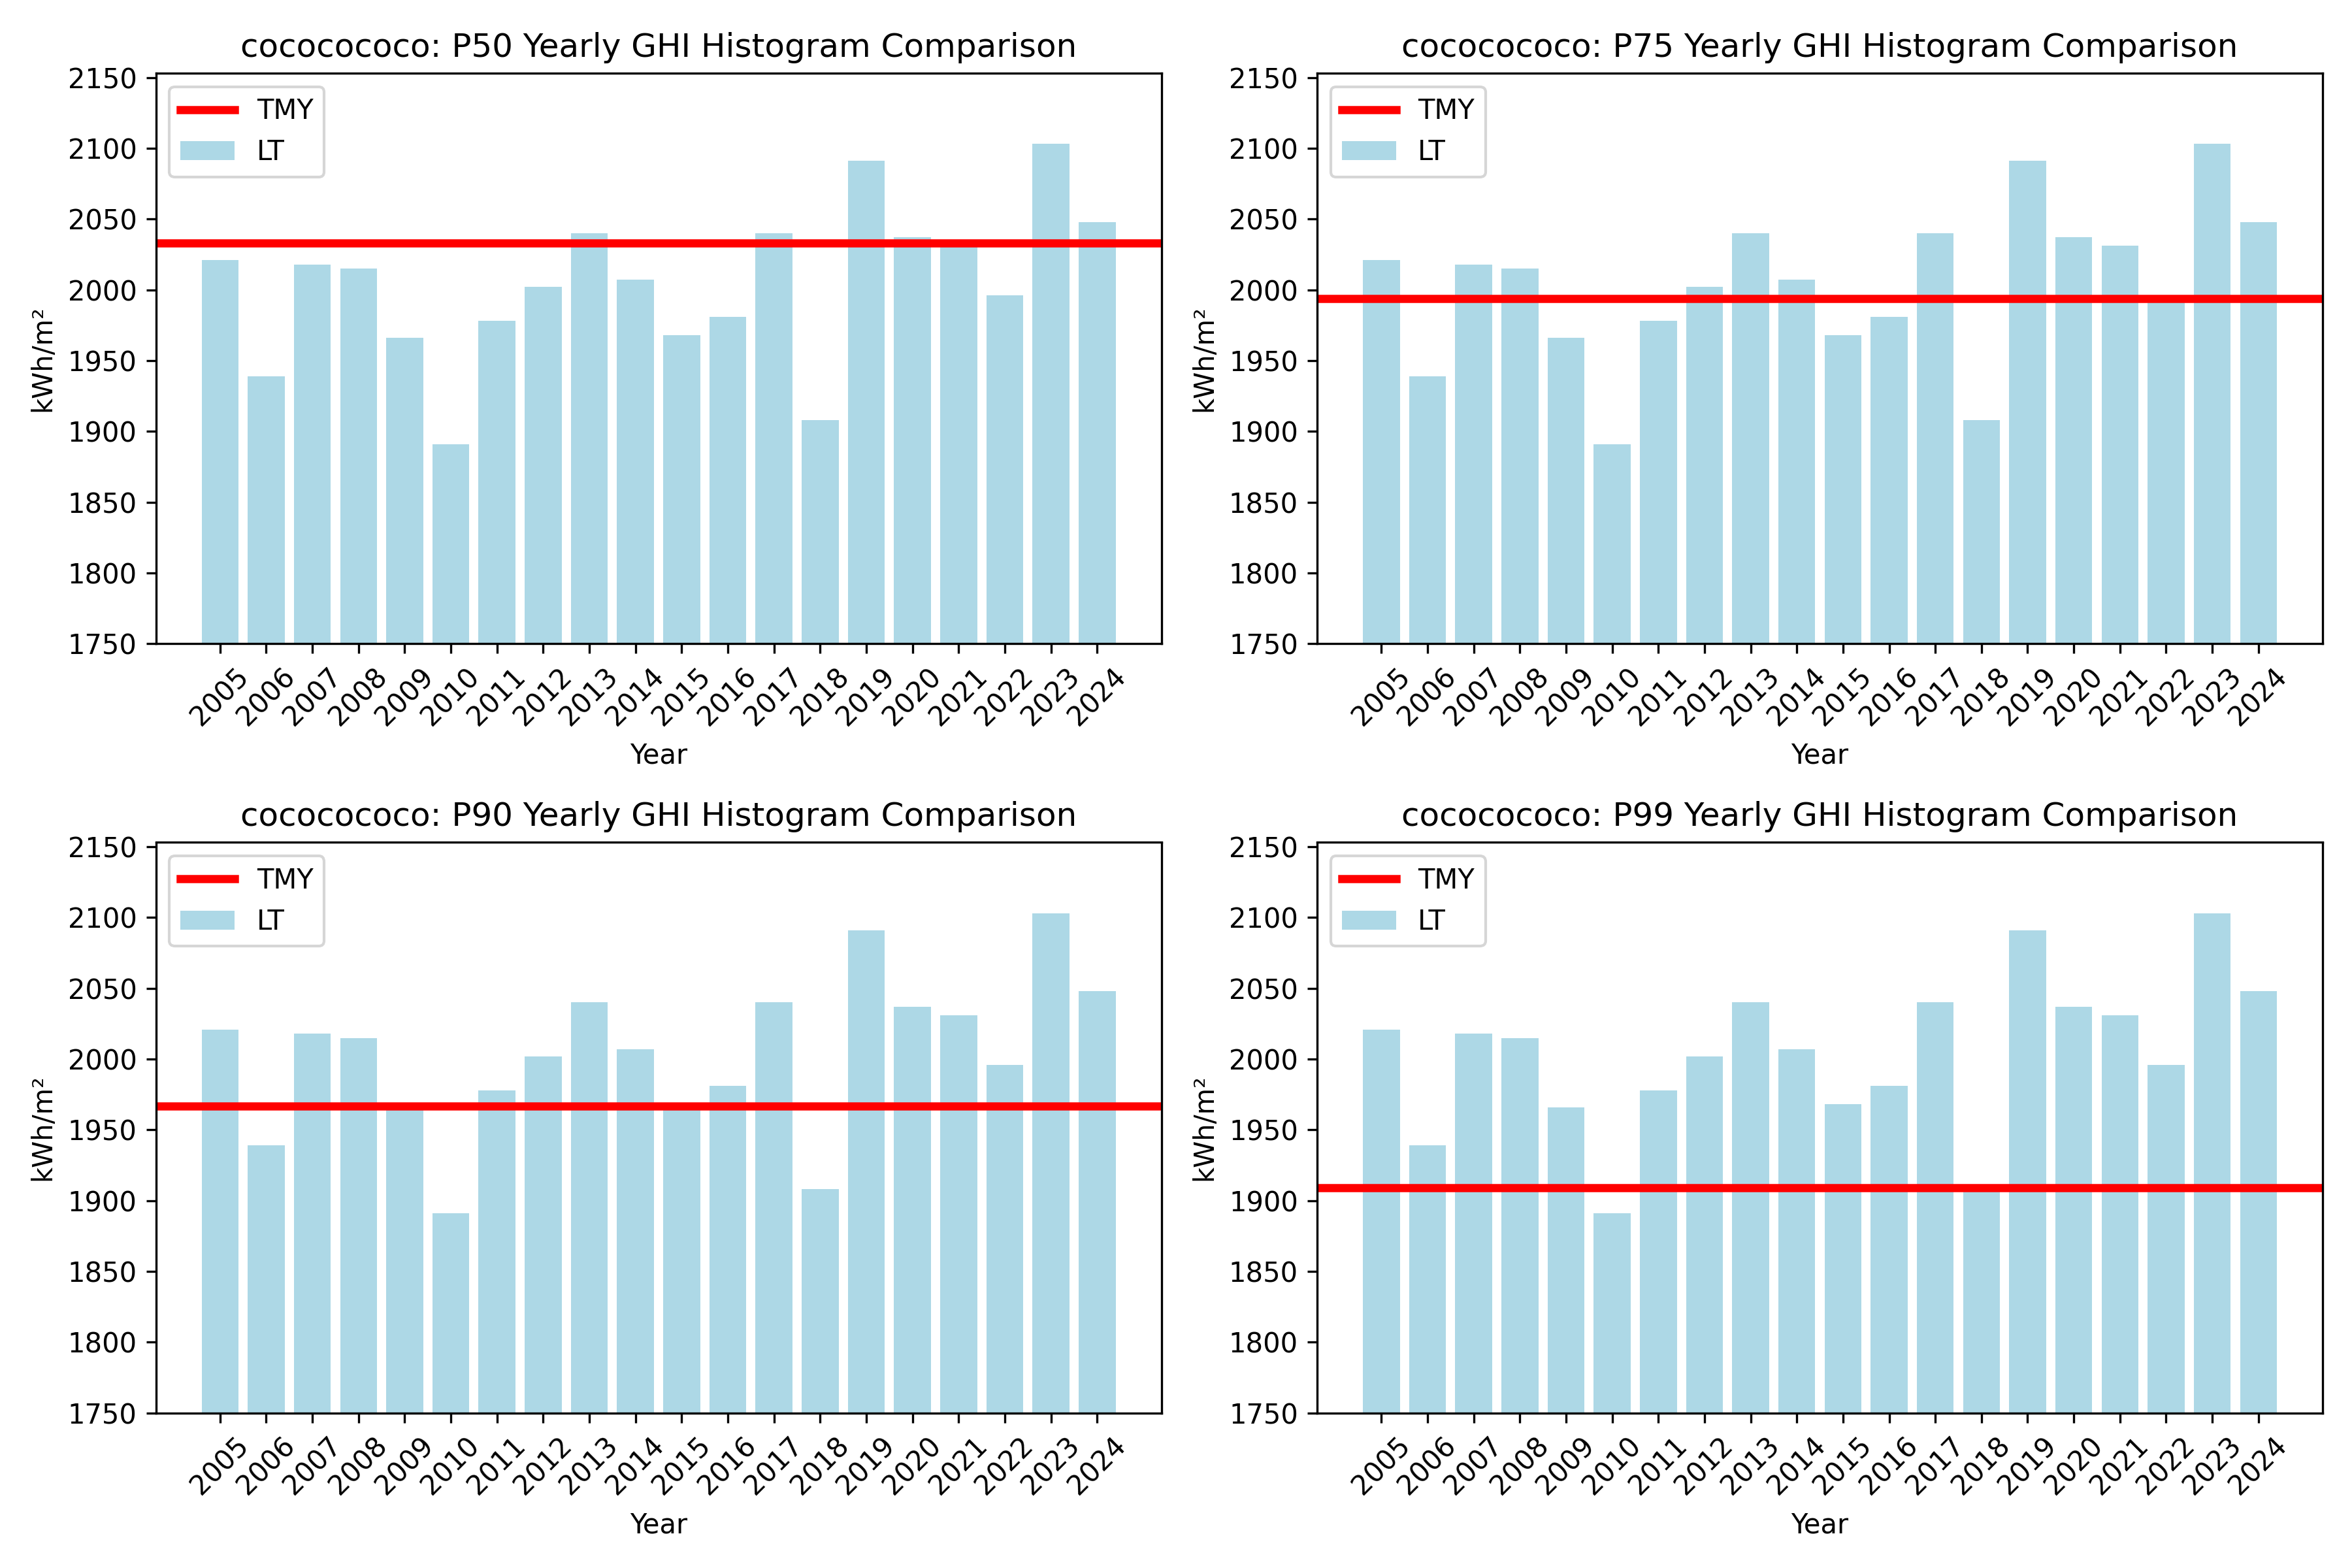 cococococo: P50 Yearly GHI Histogram Comparison
2150
2100
2050
2000
1950
1900
1850
1800
1750
kWh/m²
TMY
LT
2005 2006 2007 2008 2009 2010 2011 2012 2013 2014 2015 2016 2017 2018 2019 2020 2021 2022 2023 2024
Year
cococococo: P75 Yearly GHI Histogram Comparison
2150
2100
2050
2000
1950
1900
1850
1800
1750
kWh/m²
TMY
LT
2005 2006 2007 2008 2009 2010 2011 2012 2013 2014 2015 2016 2017 2018 2019 2020 2021 2022 2023 2024
Year
cococococo: P90 Yearly GHI Histogram Comparison
2150
2100
2050
2000
1950
1900
1850
1800
1750
kWh/m²
TMY
LT
2005 2006 2007 2008 2009 2010 2011 2012 2013 2014 2015 2016 2017 2018 2019 2020 2021 2022 2023 2024
Year
cococococo: P99 Yearly GHI Histogram Comparison
2150
2100
2050
2000
1950
1900
1850
1800
1750
kWh/m²
TMY
LT
2005 2006 2007 2008 2009 2010 2011 2012 2013 2014 2015 2016 2017 2018 2019 2020 2021 2022 2023 2024
Year